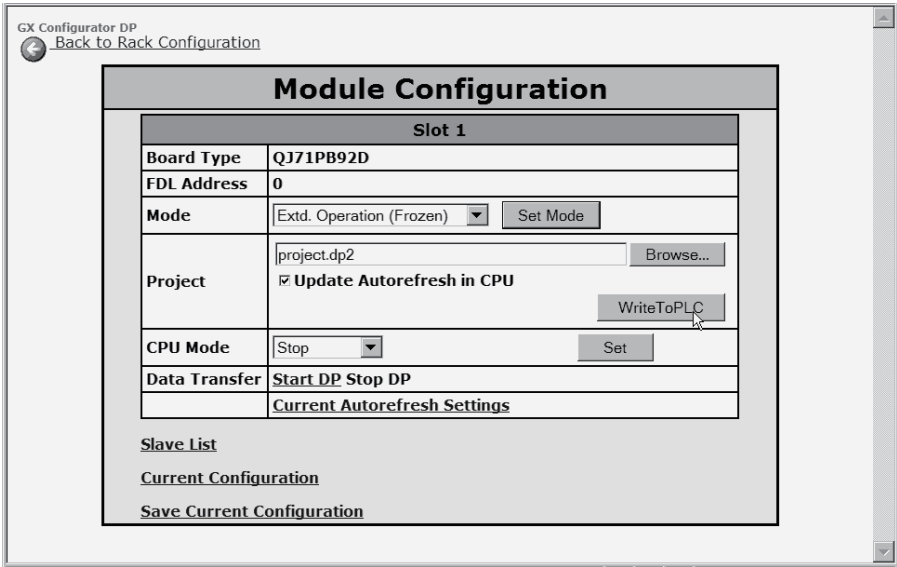 GX Configurator DP
Back to Rack Configuration
Module Configuration
Slot 1
Board Type QJ71PB92D
FDL Address 0
Mode Extd. Operation (Frozen) Set Mode
project.dp2 Browse...
Project Update Autorefresh in CPU
WriteToPLC
CPU Mode Stop Set
Data Transfer Start DP Stop DP
Current Autorefresh Settings
Slave List
Current Configuration
Save Current Configuration